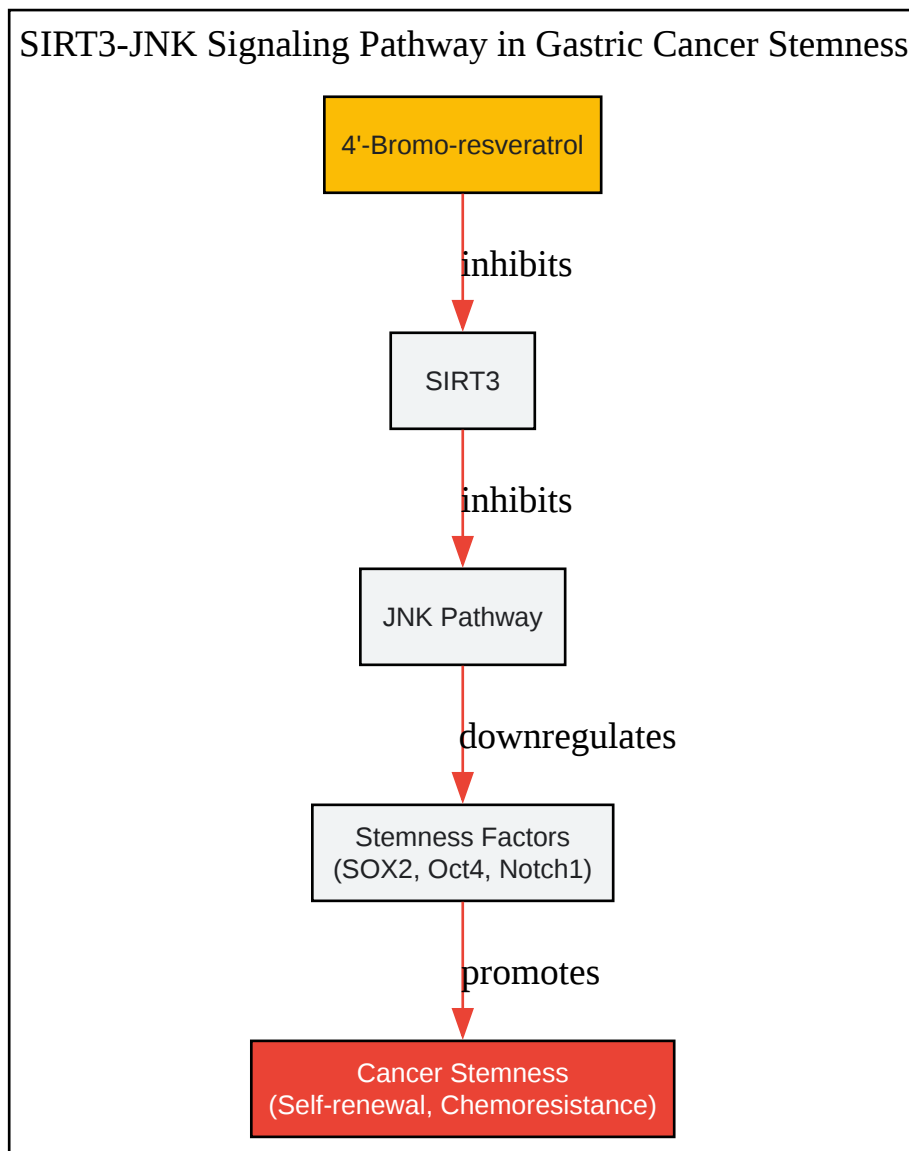 SIRT3-JNK Signaling Pathway in Gastric Cancer Stemness
4'-Bromo-resveratrol
inhibits
SIRT3
inhibits
JNK Pathway
downregulates
Stemness Factors
(SOX2, Oct4, Notch1)
promotes
Cancer Stemness
(Self-renewal, Chemoresistance)